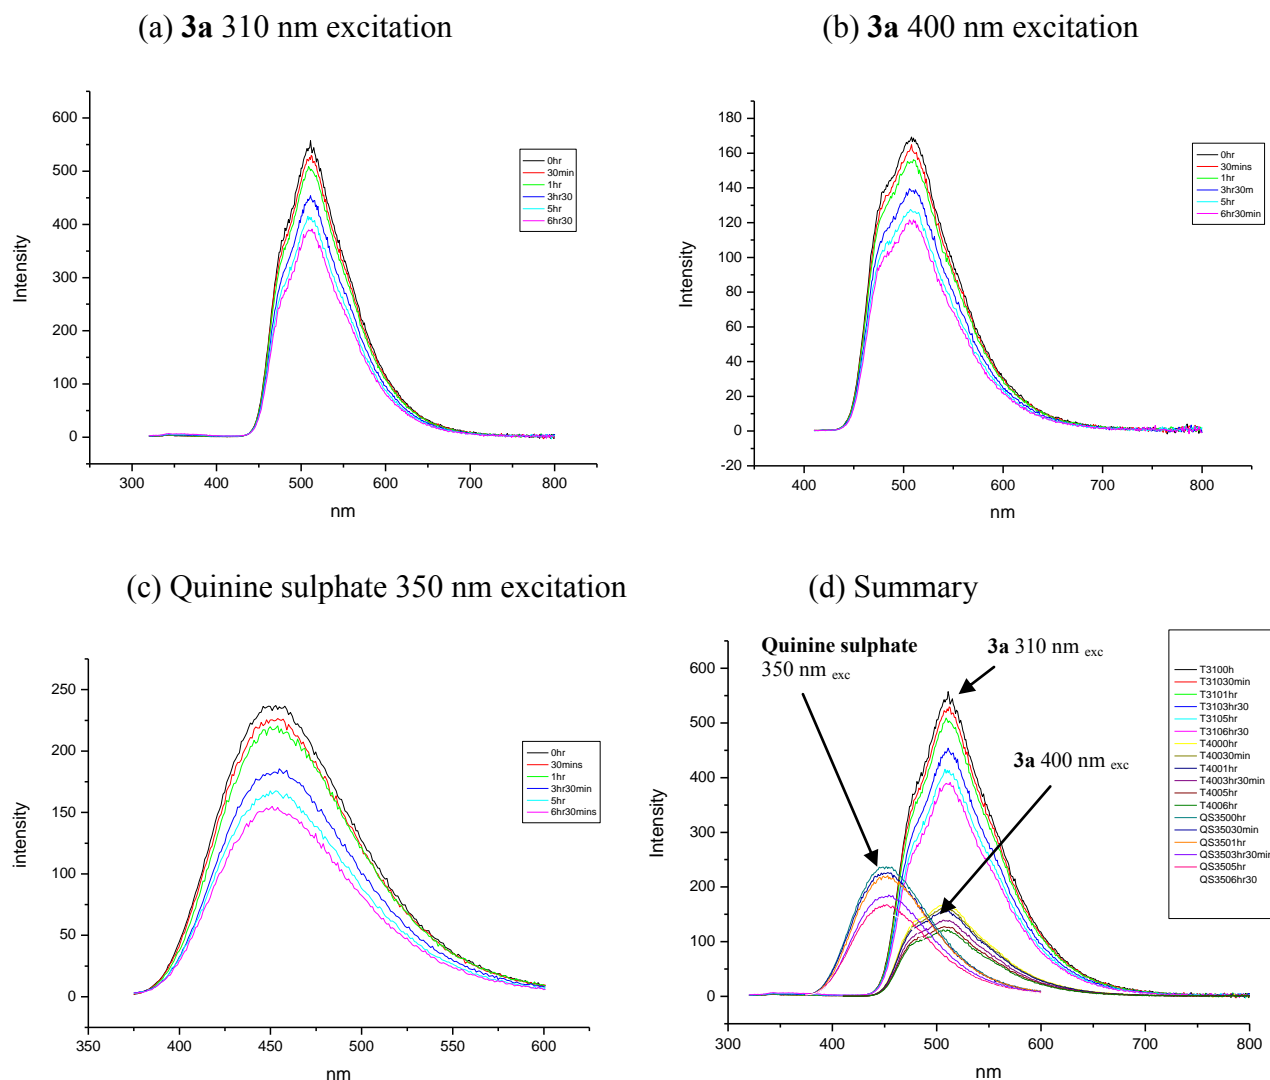 (a) 3a 310 nm excitation
600
500
400
300
200
100
0
Intensity
300 400 500 600 700 800
nm
0hr
30min
1hr
3hr30
5hr
6hr30
(b) 3a 400 nm excitation
180
160
140
120
100
80
60
40
20
0
-20
Intensity
400 500 600 700 800
nm
0hr
30mins
1hr
3hr30m
5hr
6hr30min
(c) Quinine sulphate 350 nm excitation
250
200
150
100
50
0
intensity
350 400 450 500 550 600
nm
0hr
30mins
1hr
3hr30min
5hr
6hr30mins
(d) Summary
Quinine sulphate
350 nm exc
3a 310 nm exc
3a 400 nm exc
600
500
400
300
200
100
0
Intensity
300 400 500 600 700 800
nm
T3100h
T31030min
T3101hr
T3103hr30
T3105hr
T3106hr30
T4000hr
T40030min
T4001hr
T4003hr30min
T4005hr
T4006hr
QS3500hr
QS35030min
QS3501hr
QS3503hr30min
QS3505hr
QS3506hr30